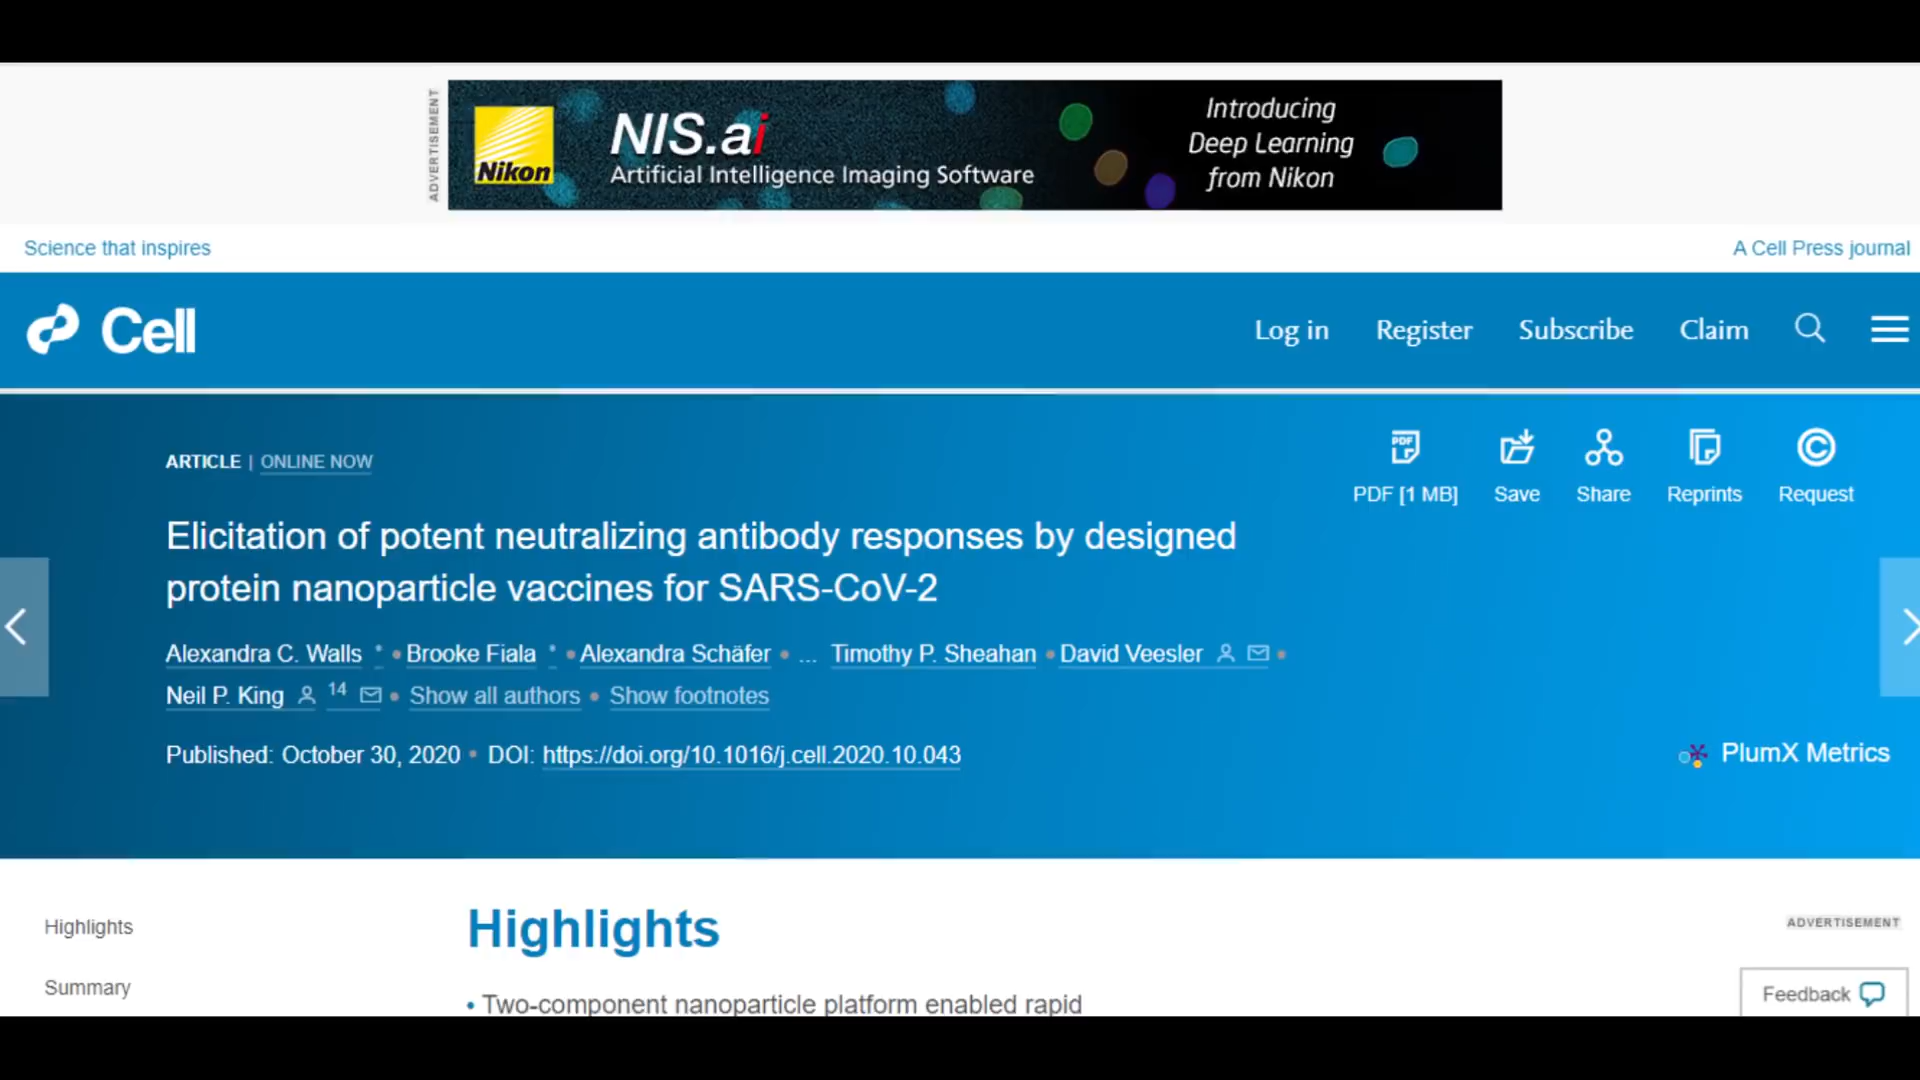 ADVERTISEMENT
Nikon
NIS.ai
Artificial Intelligence Imaging Software
Introducing
Deep Learning
from Nikon
Science that inspires
A Cell Press journal
Cell
Log in Register Subscribe Claim
ARTICLE | ONLINE NOW
PDF
PDF [1 MB] Save Share Reprints Request
Elicitation of potent neutralizing antibody responses by designed
protein nanoparticle vaccines for SARS-CoV-2
Alexandra C. Walls * • Brooke Fiala * • Alexandra Schäfer • ... Timothy P. Sheahan • David Veesler •
Neil P. King 14 • Show all authors • Show footnotes
Published: October 30, 2020 • DOI: https://doi.org/10.1016/j.cell.2020.10.043
PlumX Metrics
Highlights
Summary
Highlights
• Two-component nanoparticle platform enabled rapid
ADVERTISEMENT
Feedback